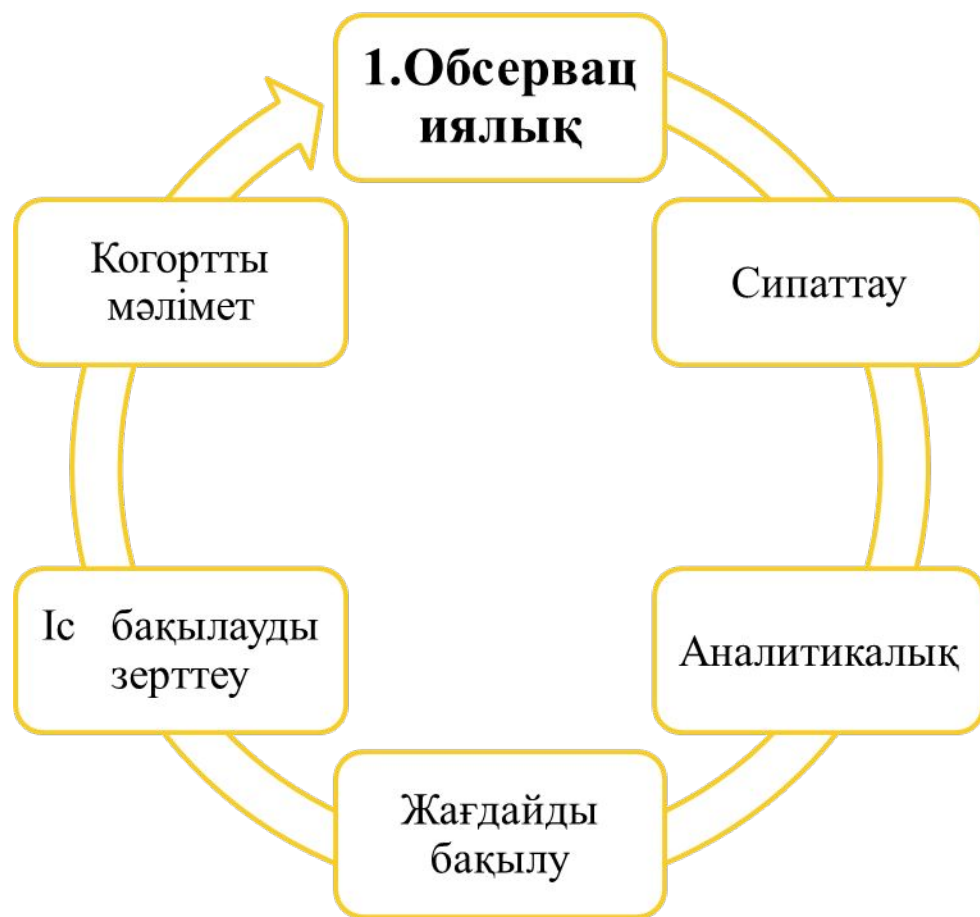 1.Обсервац
иялық
Сипаттау
Аналитикалық
Жағдайды
бақылу
Іс бақылауды
зерттеу
Когортты
мәлімет